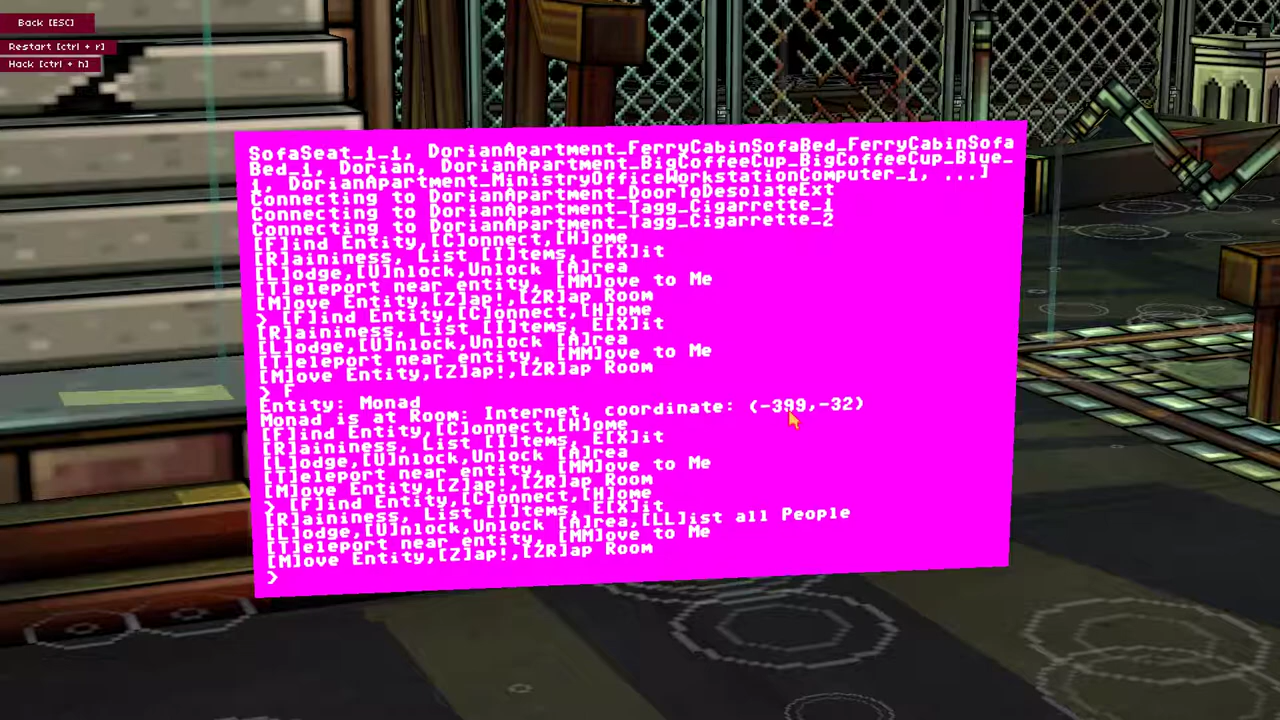 Back [ESC]
Restart [ctrl + r]
Hack [ctrl + h]
SofaSeat_1_1, DorianApartment_FerryCabinSofaBed_FerryCabinSofa
Bed_1, Dorian, DorianApartment_BigCoffeeCup_BigCoffeeCup_Blue_
1, DorianApartment_MinistryOfficeWorkstationComputer_1, ...]
Connecting to DorianApartment_DoorToDesolateExt
Connecting to DorianApartment_Tagg_Cigarrette_1
Connecting to DorianApartment_Tagg_Cigarrette_2
[F]ind Entity,[C]onnect,[H]ome
[R]aininess, List [I]tems, E[X]it
[L]odge,[U]nlock,Unlock [A]rea
[T]eleport near entity, [MM]ove to Me
[M]ove Entity,[Z]ap!,[ZR]ap Room
> [F]ind Entity,[C]onnect,[H]ome
[R]aininess, List [I]tems, E[X]it
[L]odge,[U]nlock,Unlock [A]rea
[T]eleport near entity, [MM]ove to Me
[M]ove Entity,[Z]ap!,[ZR]ap Room
> F
Entity: Monad
Monad is at Room: Internet, coordinate: (-399,-32)
[F]ind Entity,[C]onnect,[H]ome
[R]aininess, List [I]tems, E[X]it
[L]odge,[U]nlock,Unlock [A]rea
[T]eleport near entity, [MM]ove to Me
[M]ove Entity,[Z]ap!,[ZR]ap Room
> [F]ind Entity,[C]onnect,[H]ome
[R]aininess, List [I]tems, E[X]it
[L]odge,[U]nlock,Unlock [A]rea,[LL]ist all People
[T]eleport near entity, [MM]ove to Me
[M]ove Entity,[Z]ap!,[ZR]ap Room
>